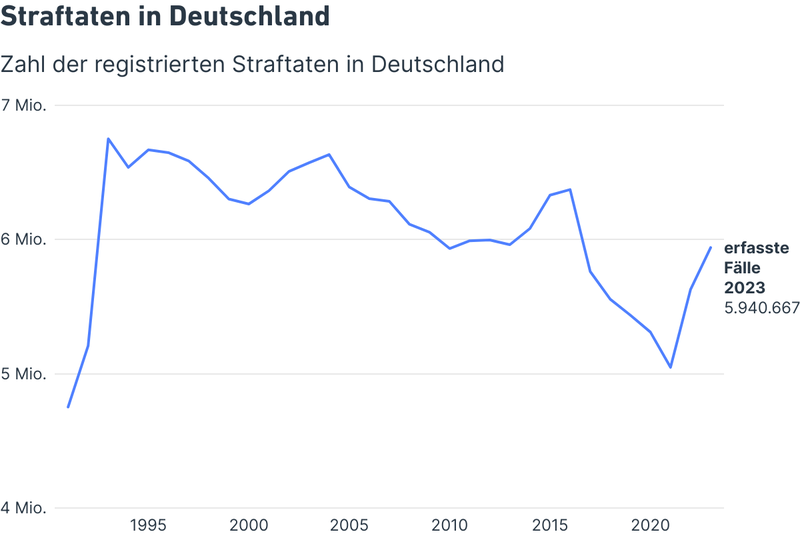 Straftaten in Deutschland
Zahl der registrierten Straftaten in Deutschland
7 Mio.
6 Mio.
5 Mio.
4 Mio.
erfasste
Fälle
2023
5.940.667
1995
2000
2005
2010
2015
2020